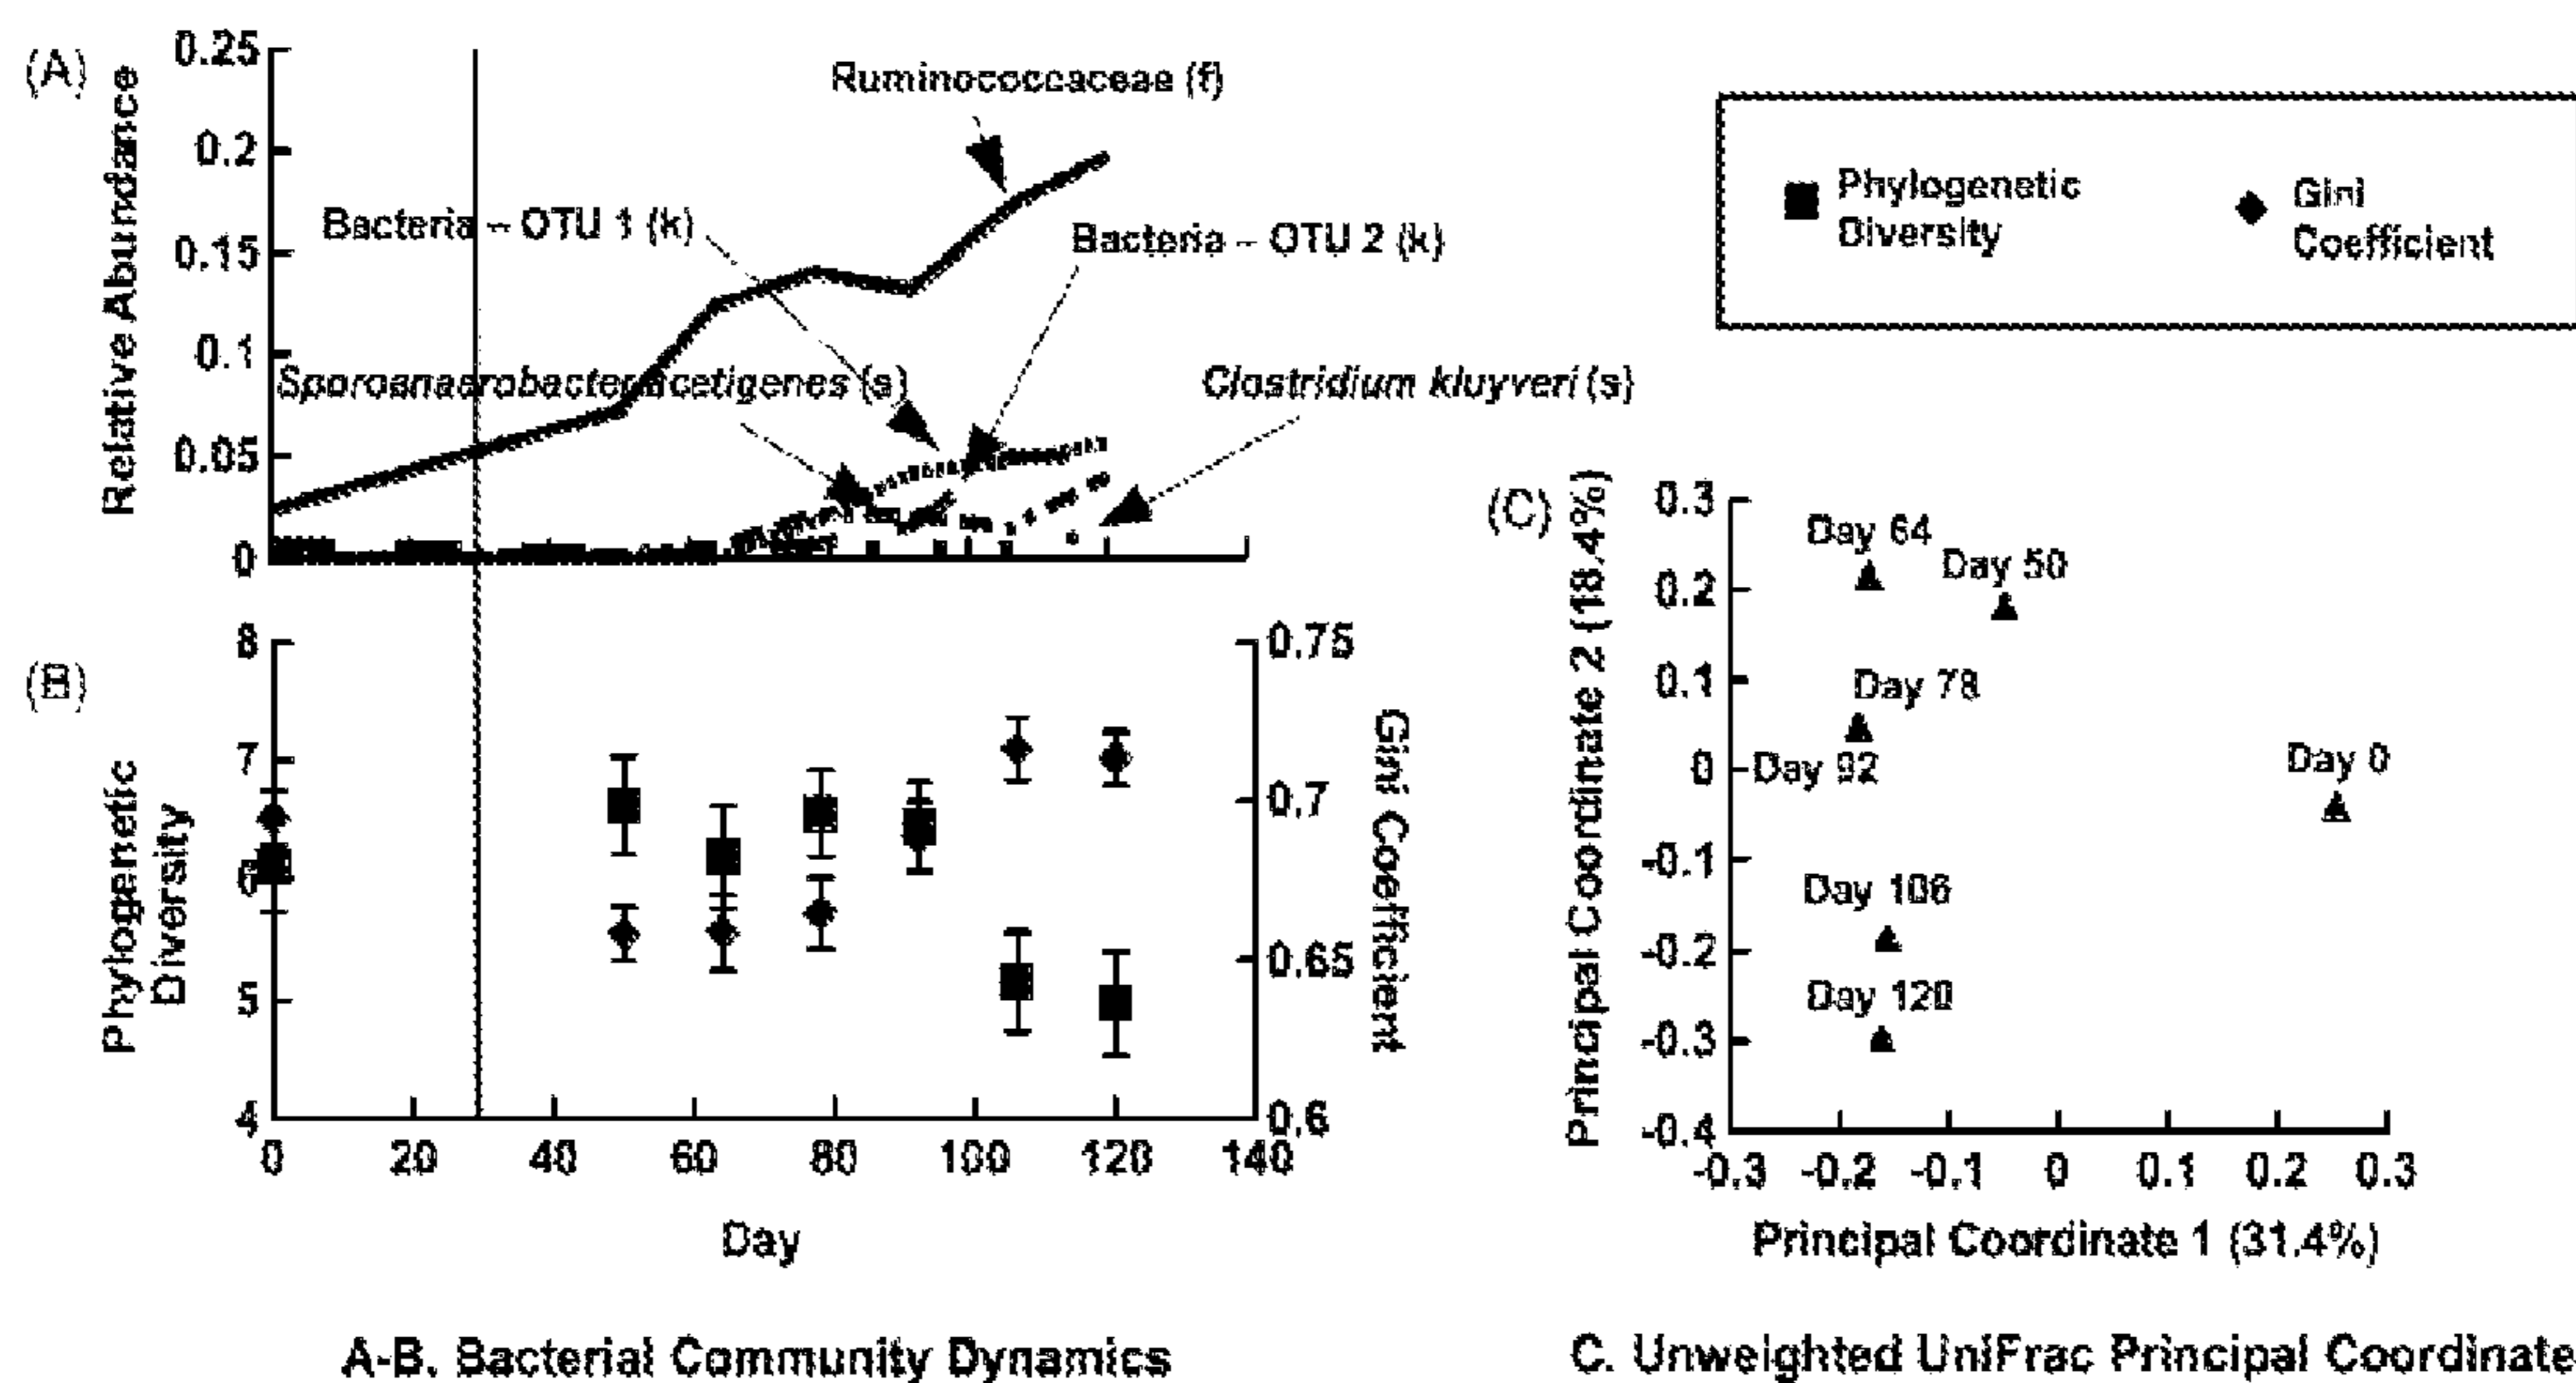 (A)
Relative Abundance
0.25
0.2
0.15
0.1
0.05
0
Ruminococcaceae (f)
Bacteria – OTU 1 (k)
Bacteria – OTU 2 (k)
Sporoanaerobacter acetigenes (s)
Clostridium kluyveri (s)
Phylogenetic
Diversity
Gini
Coefficient
(B)
Phylogenetic
Diversity
8
7
6
5
4
0.75
0.7
0.65
0.6
Gini Coefficient
0 20 40 60 80 100 120 140
Day
A-B. Bacterial Community Dynamics
(C)
Principal Coordinate 2 (18.4%)
0.3
0.2
0.1
0
-0.1
-0.2
-0.3
-0.4
Day 64
Day 50
Day 78
Day 92
Day 0
Day 106
Day 120
-0.3 -0.2 -0.1 0 0.1 0.2 0.3
Principal Coordinate 1 (31.4%)
C. Unweighted UniFrac Principal Coordinate